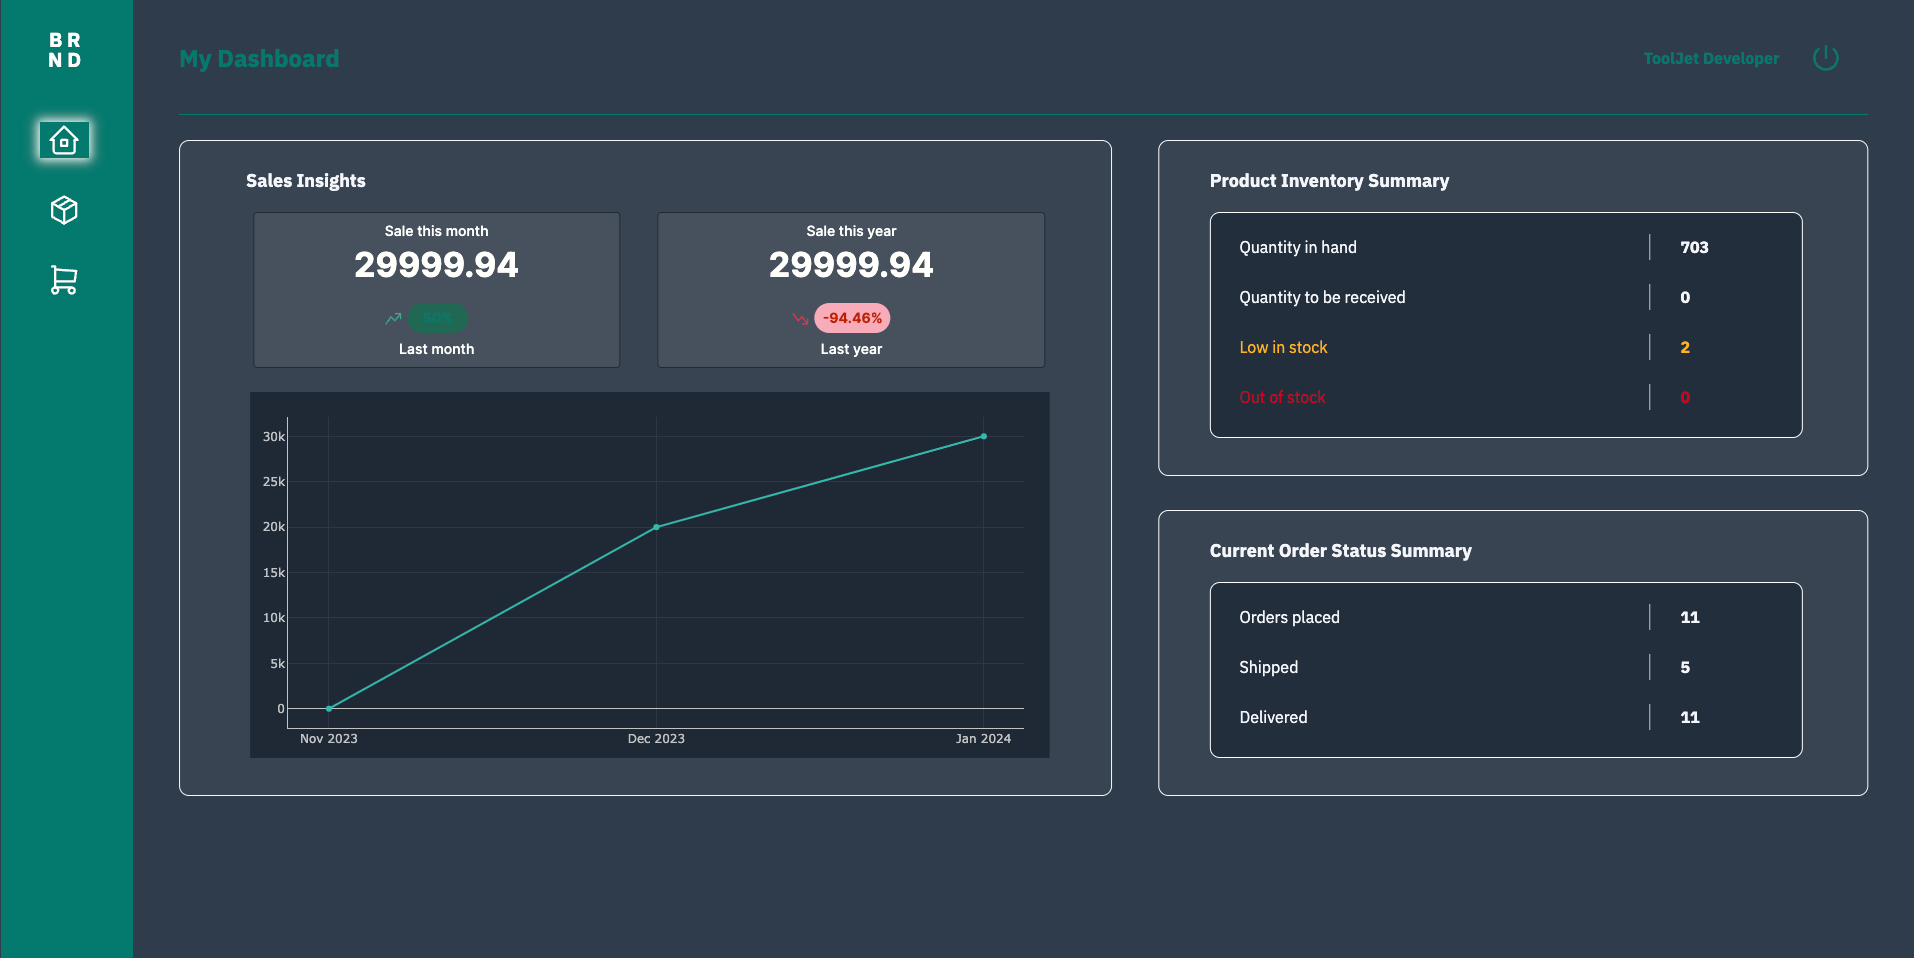 BR
ND
My Dashboard
ToolJet Developer
Sales Insights
Sale this month
29999.94
50%
Last month
Sale this year
29999.94
-94.46%
Last year
30k
25k
20k
15k
10k
5k
0
Nov 2023 Dec 2023 Jan 2024
Product Inventory Summary
Quantity in hand 703
Quantity to be received 0
Low in stock 2
Out of stock 0
Current Order Status Summary
Orders placed 11
Shipped 5
Delivered 11